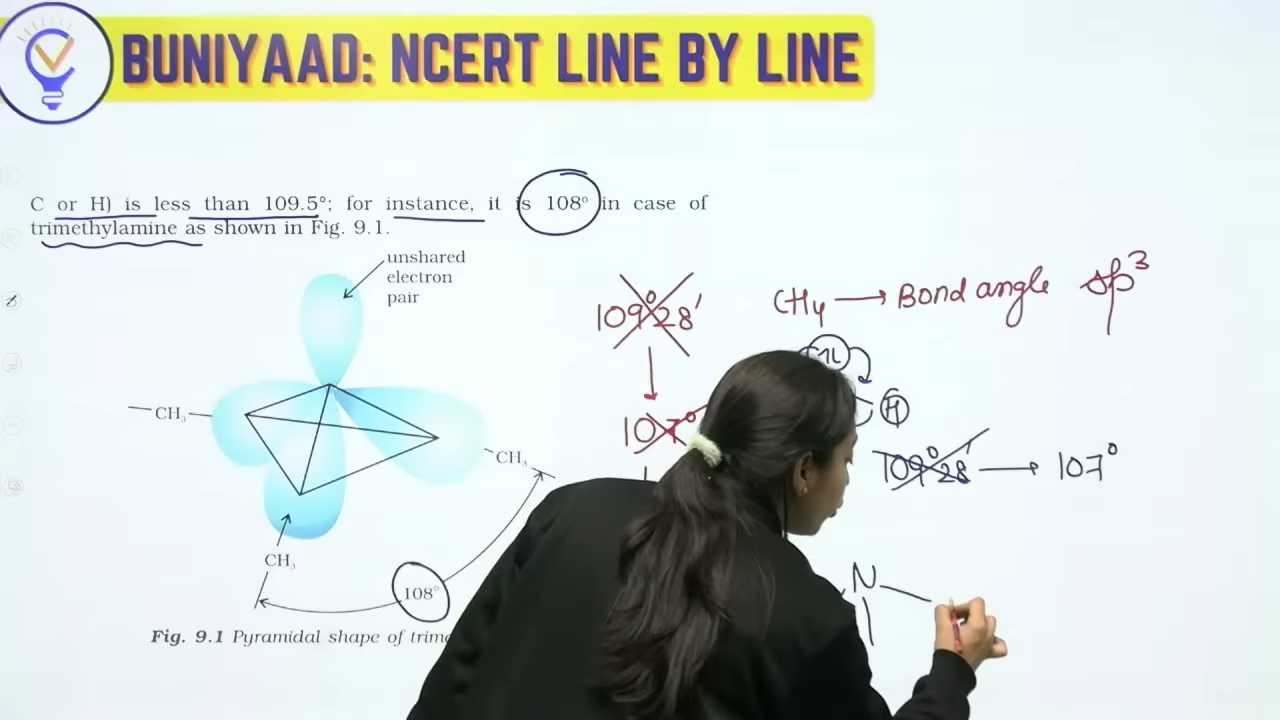 BUNIYAAD: NCERT LINE BY LINE
C or H) is less than 109.5°; for instance, it is 108° in case of
trimethylamine as shown in Fig. 9.1.
unshared
electron
pair
CH₃
CH₃
CH₃
108°
Fig. 9.1 Pyramidal shape of
109°28'
107°
CH₄ → Bond angle sp³
H
109°28' → 107°
N